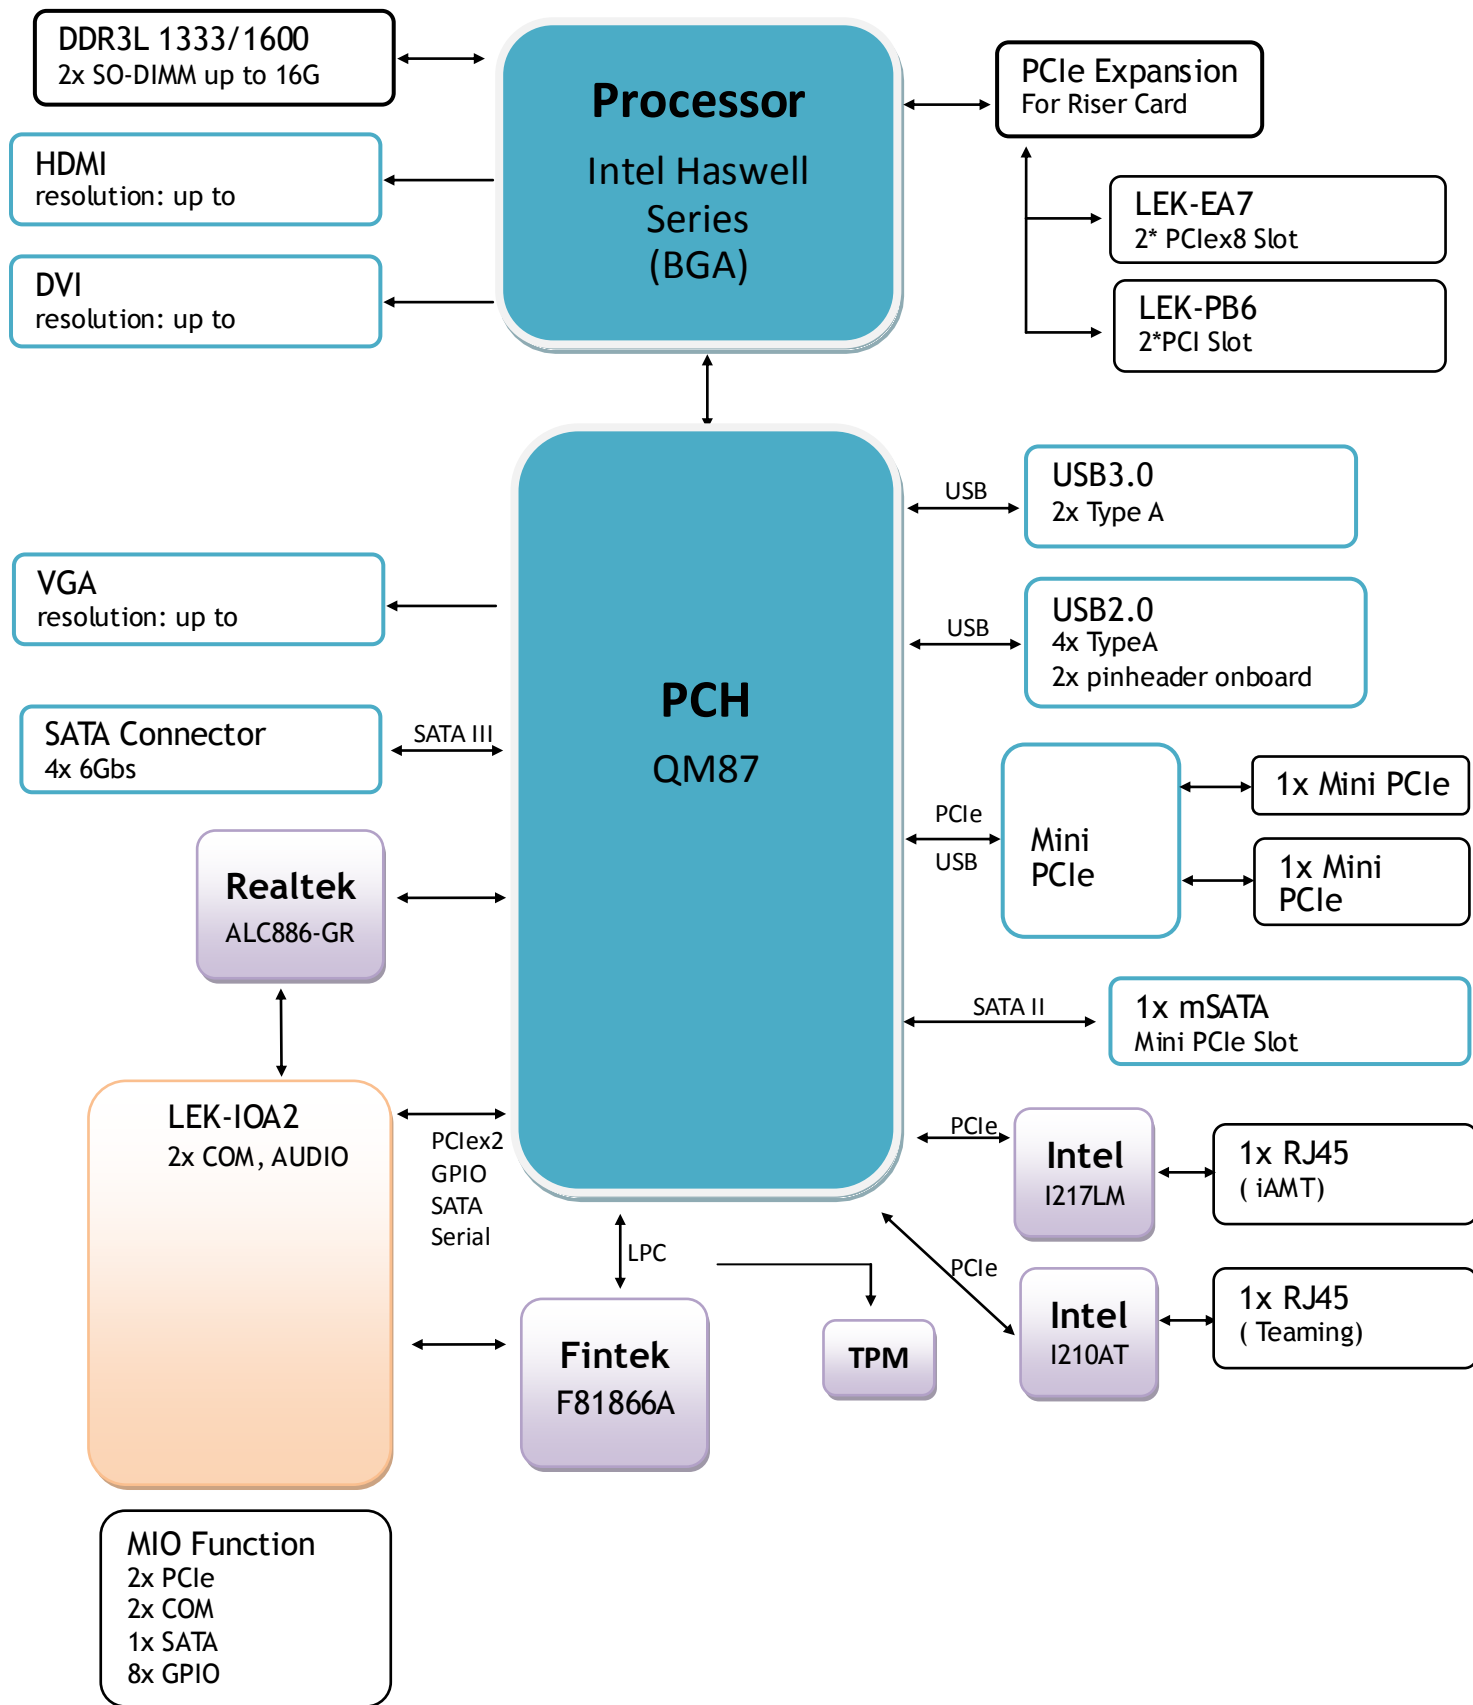 DDR3L 1333/1600
2x SO-DIMM up to 16G
HDMI
resolution: up to
DVI
resolution: up to
Processor
Intel Haswell
Series
(BGA)
PCIe Expansion
For Riser Card
LEK-EA7
2* PCIex8 Slot
LEK-PB6
2*PCI Slot
VGA
resolution: up to
SATA Connector
4x 6Gbs
SATA III
PCH
QM87
USB
USB3.0
2x Type A
USB
USB2.0
4x TypeA
2x pinheader onboard
PCIe
USB
Mini
PCIe
1x Mini PCIe
1x Mini
PCIe
Realtek
ALC886-GR
SATA II
1x mSATA
Mini PCIe Slot
LEK-IOA2
2x COM, AUDIO
PCIex2
GPIO
SATA
Serial
PCIe
Intel
I217LM
1x RJ45
( iAMT)
LPC
PCIe
Intel
I210AT
1x RJ45
( Teaming)
Fintek
F81866A
TPM
MIO Function
2x PCIe
2x COM
1x SATA
8x GPIO